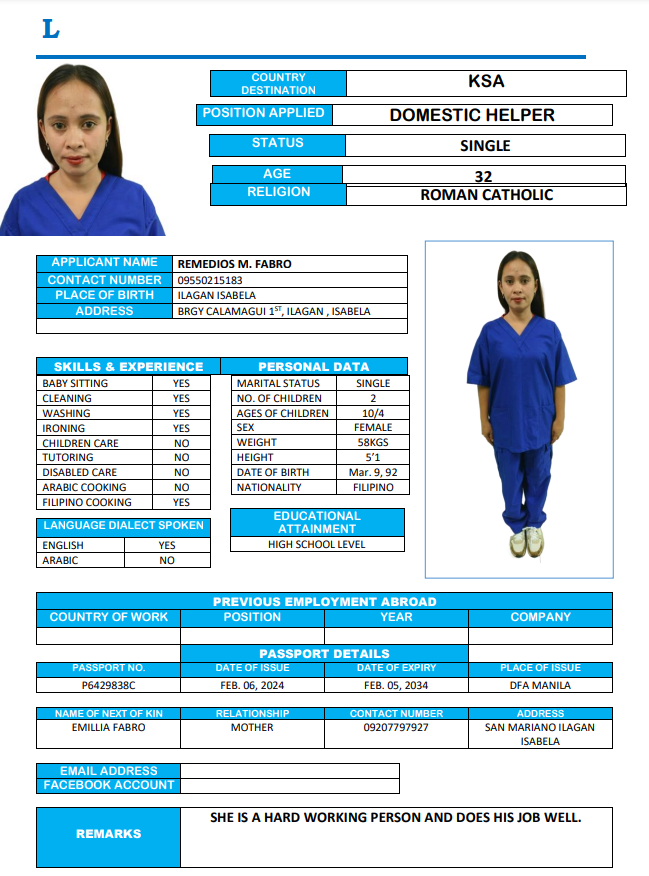 L
COUNTRY DESTINATION KSA
POSITION APPLIED DOMESTIC HELPER
STATUS SINGLE
AGE 32
RELIGION ROMAN CATHOLIC
APPLICANT NAME REMEDIOS M. FABRO
CONTACT NUMBER 09550215183
PLACE OF BIRTH ILAGAN ISABELA
ADDRESS BRGY CALAMAGUI 1ST, ILAGAN , ISABELA
SKILLS & EXPERIENCE
BABY SITTING YES
CLEANING YES
WASHING YES
IRONING YES
CHILDREN CARE NO
TUTORING NO
DISABLED CARE NO
ARABIC COOKING NO
FILIPINO COOKING YES
LANGUAGE DIALECT SPOKEN
ENGLISH YES
ARABIC NO
PERSONAL DATA
MARITAL STATUS SINGLE
NO. OF CHILDREN 2
AGES OF CHILDREN 10/4
SEX FEMALE
WEIGHT 58KGS
HEIGHT 5’1
DATE OF BIRTH Mar. 9, 92
NATIONALITY FILIPINO
EDUCATIONAL
ATTAINMENT
HIGH SCHOOL LEVEL
PREVIOUS EMPLOYMENT ABROAD
COUNTRY OF WORK POSITION YEAR COMPANY
PASSPORT DETAILS
PASSPORT NO. DATE OF ISSUE DATE OF EXPIRY PLACE OF ISSUE
P6429838C FEB. 06, 2024 FEB. 05, 2034 DFA MANILA
NAME OF NEXT OF KIN RELATIONSHIP CONTACT NUMBER ADDRESS
EMILLIA FABRO MOTHER 09207797927 SAN MARIANO ILAGAN
ISABELA
EMAIL ADDRESS
FACEBOOK ACCOUNT
REMARKS SHE IS A HARD WORKING PERSON AND DOES HIS JOB WELL.